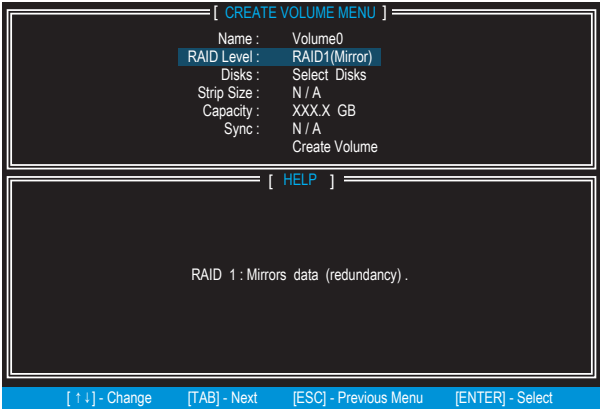 [ CREATE VOLUME MENU ]
Name : Volume0
RAID Level : RAID1(Mirror)
Disks : Select Disks
Strip Size : N / A
Capacity : XXX.X GB
Sync : N / A
Create Volume
[ HELP ]
RAID 1 : Mirrors data (redundancy) .
[ ↑↓] - Change [TAB] - Next [ESC] - Previous Menu [ENTER] - Select